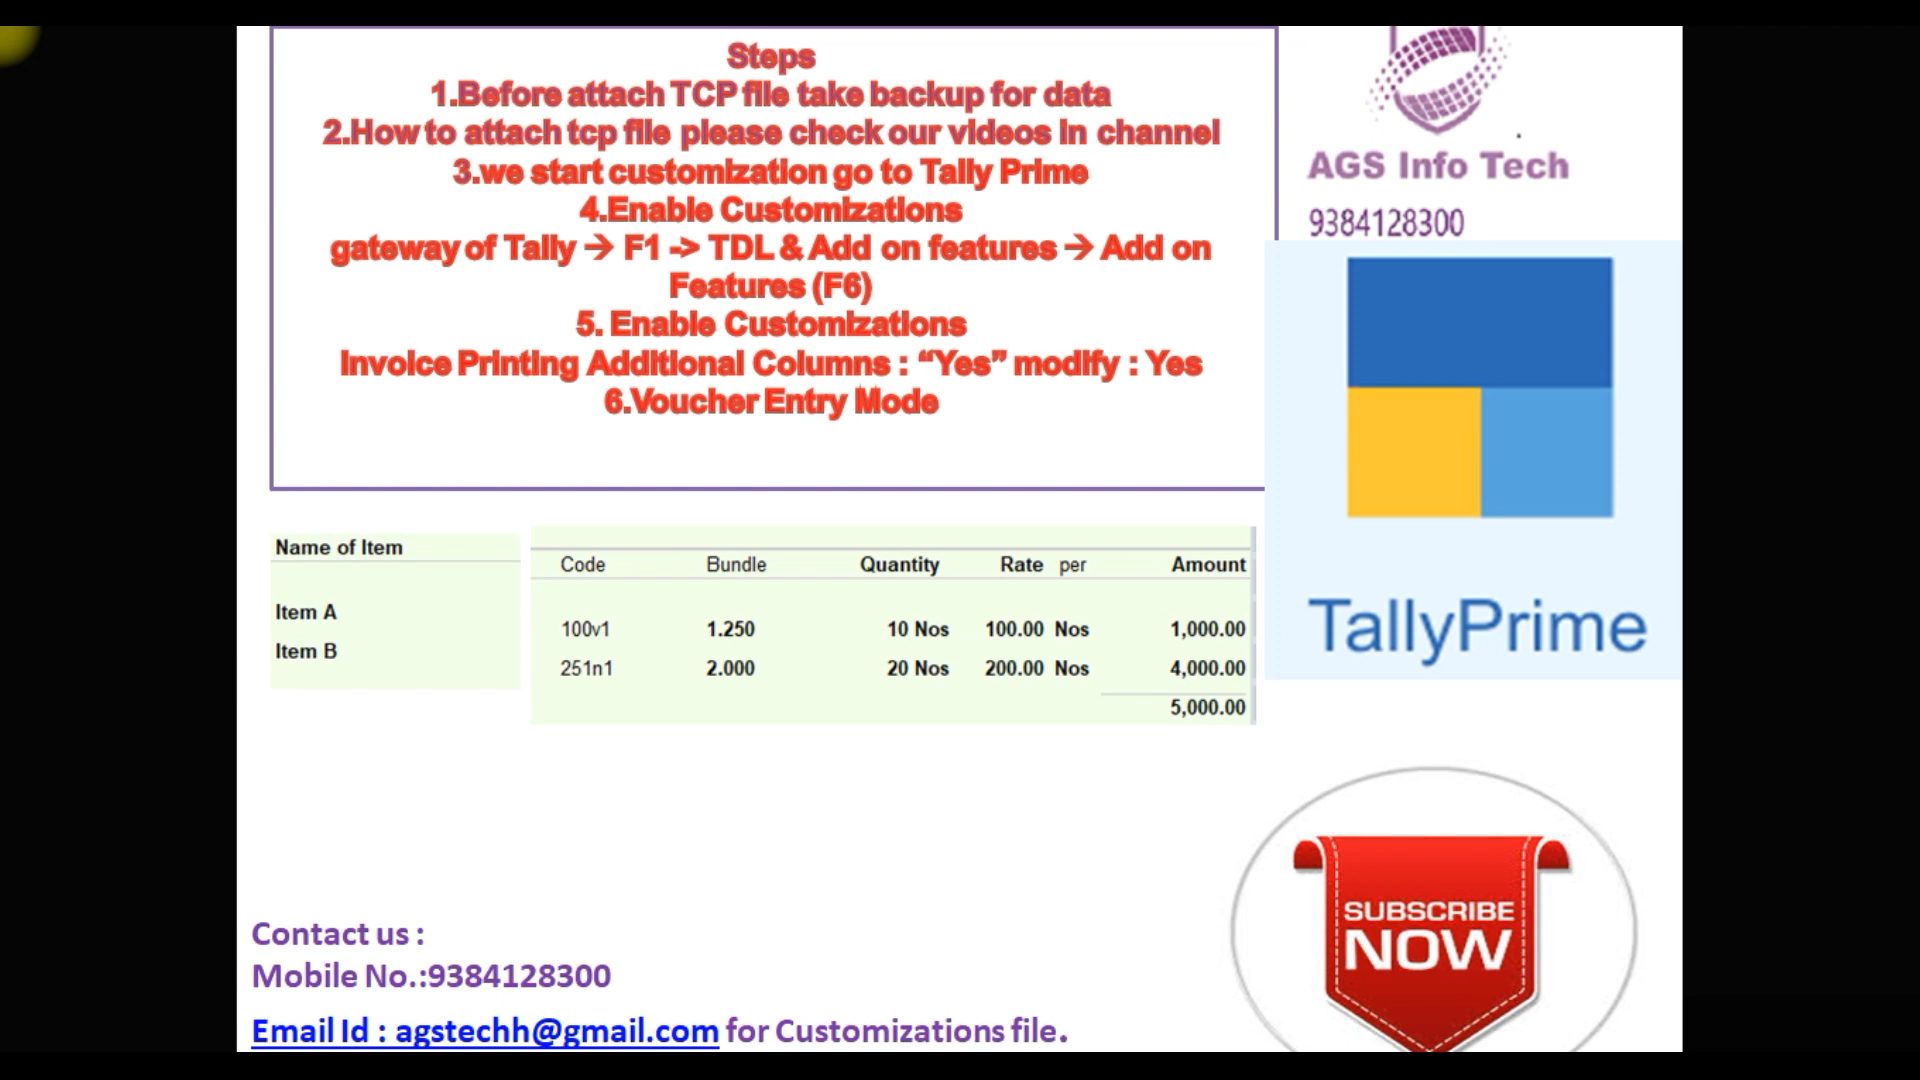 Steps
1.Before attach TCP file take backup for data
2.How to attach tcp file please check our videos in channel
3.we start customization go to Tally Prime
4.Enable Customizations
gateway of Tally → F1 -> TDL & Add on features → Add on
Features (F6)
5. Enable Customizations
Invoice Printing Additional Columns : “Yes” modify : Yes
6.Voucher Entry Mode
AGS Info Tech
9384128300
TallyPrime
Name of Item
Code Bundle Quantity Rate per Amount
Item A
100v1 1.250 10 Nos 100.00 Nos 1,000.00
Item B
251n1 2.000 20 Nos 200.00 Nos 4,000.00
5,000.00
SUBSCRIBE
NOW
Contact us :
Mobile No.:9384128300
Email Id : agstechh@gmail.com for Customizations file.